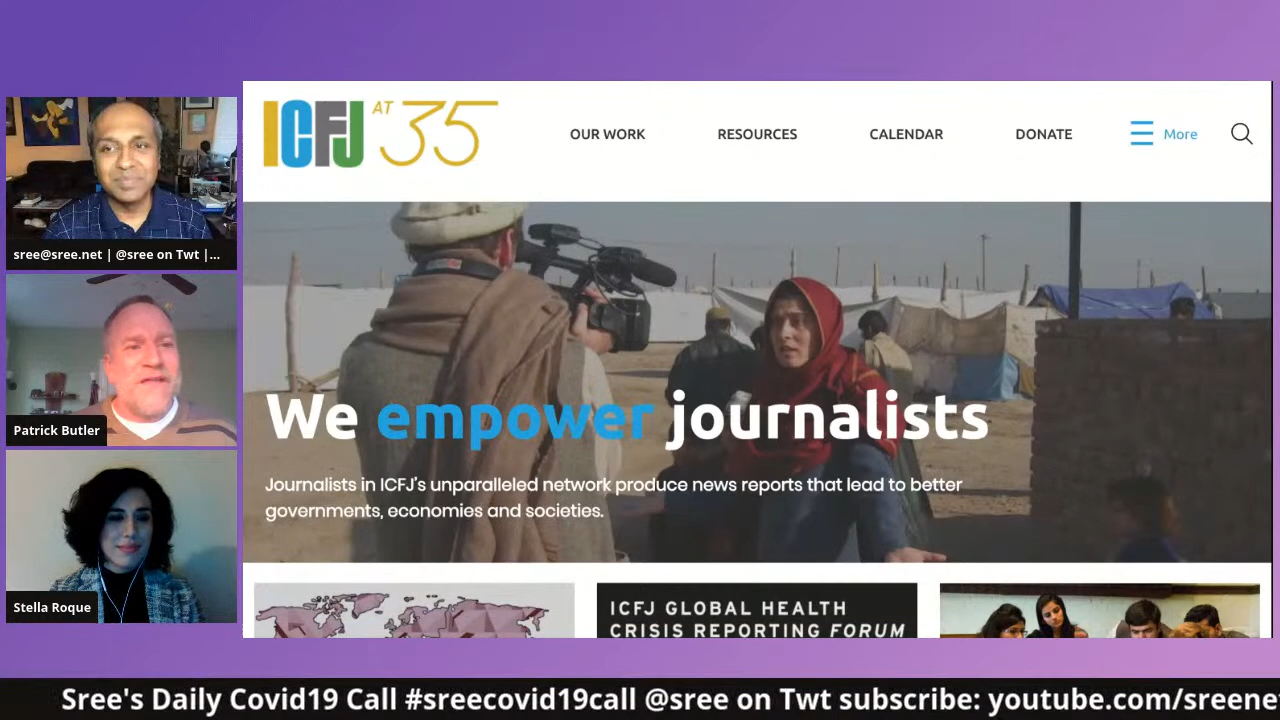 sree@sree.net | @sree on Twt |...
Patrick Butler
Stella Roque
ICFJ AT 35
OUR WORK
RESOURCES
CALENDAR
DONATE
More
We empower journalists
Journalists in ICFJ's unparalleled network produce news reports that lead to better
governments, economies and societies.
ICFJ GLOBAL HEALTH
CRISIS REPORTING FORUM
Sree's Daily Covid19 Call #sreecovid19call @sree on Twt subscribe: youtube.com/sreene